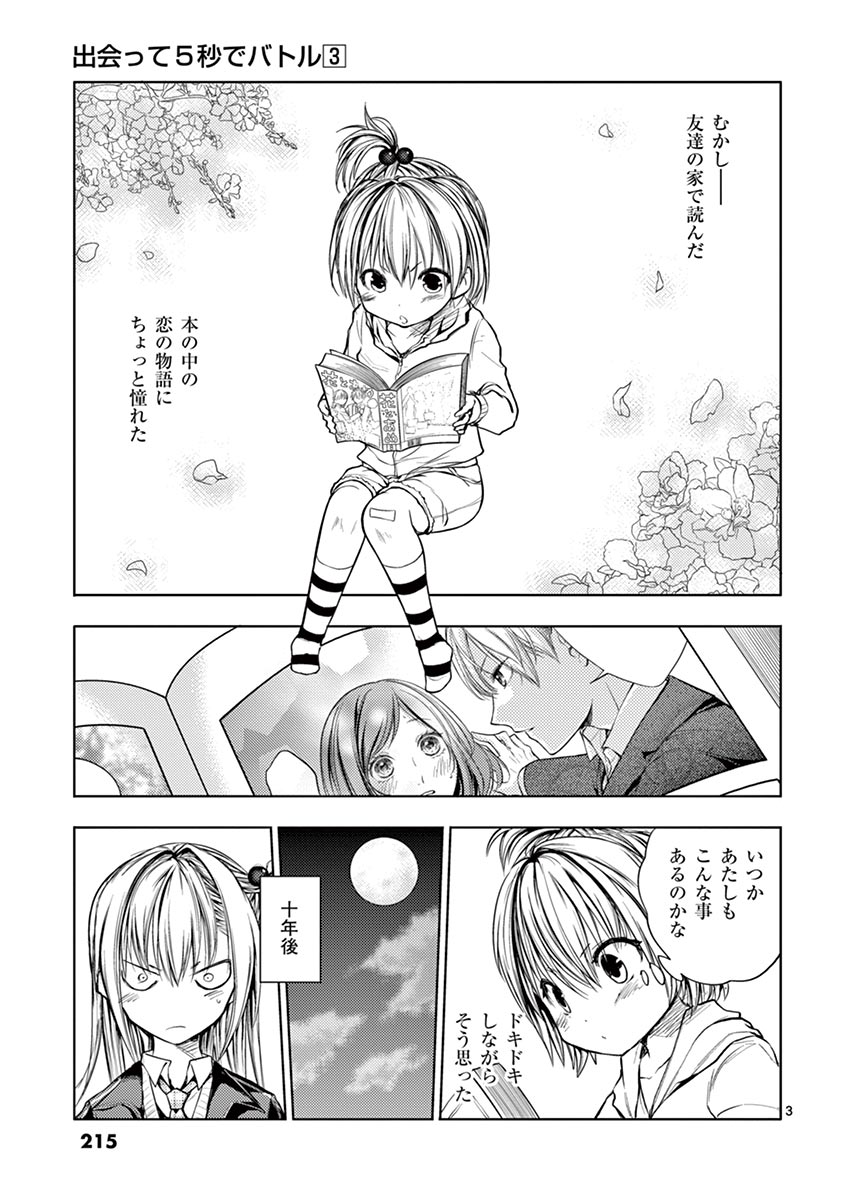 出会って5秒でバトル3
むかし――
友達の家で読んだ
本の中の
恋の物語に
ちょっと憧れた
いつか
あたしも
こんな事
あるのかな
ドキドキ
しながら
そう思った
十年後
3
215